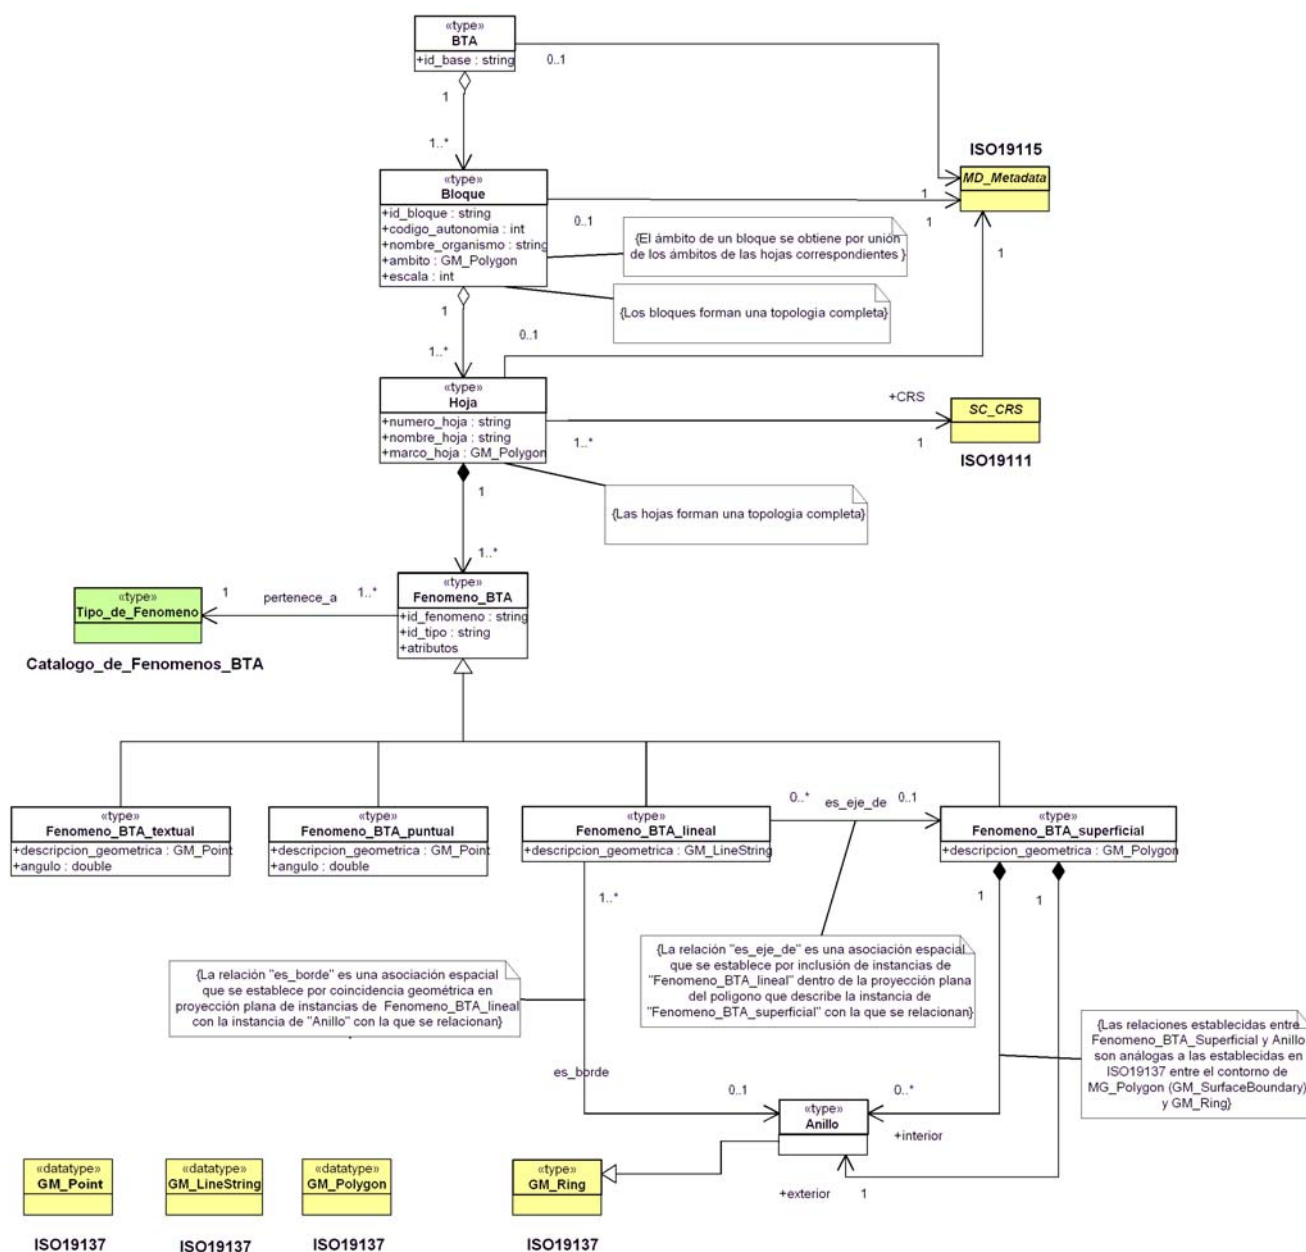 «type»
BTA
+id_base : string
0..1
1
1..*
ISO19115
MD_Metadata
«type»
Bloque
+id_bloque : string
+codigo_autonomia : int
+nombre_organismo : string
+ambito : GM_Polygon
+escala : int
0..1
1
1
1
{El ámbito de un bloque se obtiene por unión
de los ámbitos de las hojas correspondientes }
{Los bloques forman una topologia completa}
1
0..1
1..*
«type»
Hoja
+numero_hoja : string
+nombre_hoja : string
+marco_hoja : GM_Polygon
+CRS
1..*
1
SC_CRS
ISO19111
1
{Las hojas forman una topologia completa}
1..*
«type»
Tipo_de_Fenomeno
1
pertenece_a
1..*
«type»
Fenomeno_BTA
+id_fenomeno : string
+id_tipo : string
+atributos
Catalogo_de_Fenomenos_BTA
«type»
Fenomeno_BTA_textual
+descripcion_geometrica : GM_Point
+angulo : double
«type»
Fenomeno_BTA_puntual
+descripcion_geometrica : GM_Point
+angulo : double
«type»
Fenomeno_BTA_lineal
+descripcion_geometrica : GM_LineString
0..*
es_eje_de
0..1
«type»
Fenomeno_BTA_superficial
+descripcion_geometrica : GM_Polygon
1..*
1
1
{La relación "es_borde" es una asociación espacial
que se establece por coincidencia geométrica en
proyección plana de instancias de Fenomeno_BTA_lineal
con la instancia de "Anillo" con la que se relacionan}
{La relación "es_eje_de" es una asociación espacial
que se establece por inclusión de instancias de
"Fenomeno_BTA_lineal" dentro de la proyección plana
del poligono que describe la instancia de
"Fenomeno_BTA_superficial" con la que se relacionan}
{Las relaciones establecidas entre
Fenomeno_BTA_Superficial y Anillo
son análogas a las establecidas en
ISO19137 entre el contorno de
MG_Polygon (GM_SurfaceBoundary)
y GM_Ring}
es_borde
0..1
0..*
«type»
Anillo
+interior
+exterior
1
«datatype»
GM_Point
ISO19137
«datatype»
GM_LineString
ISO19137
«datatype»
GM_Polygon
ISO19137
«type»
GM_Ring
ISO19137